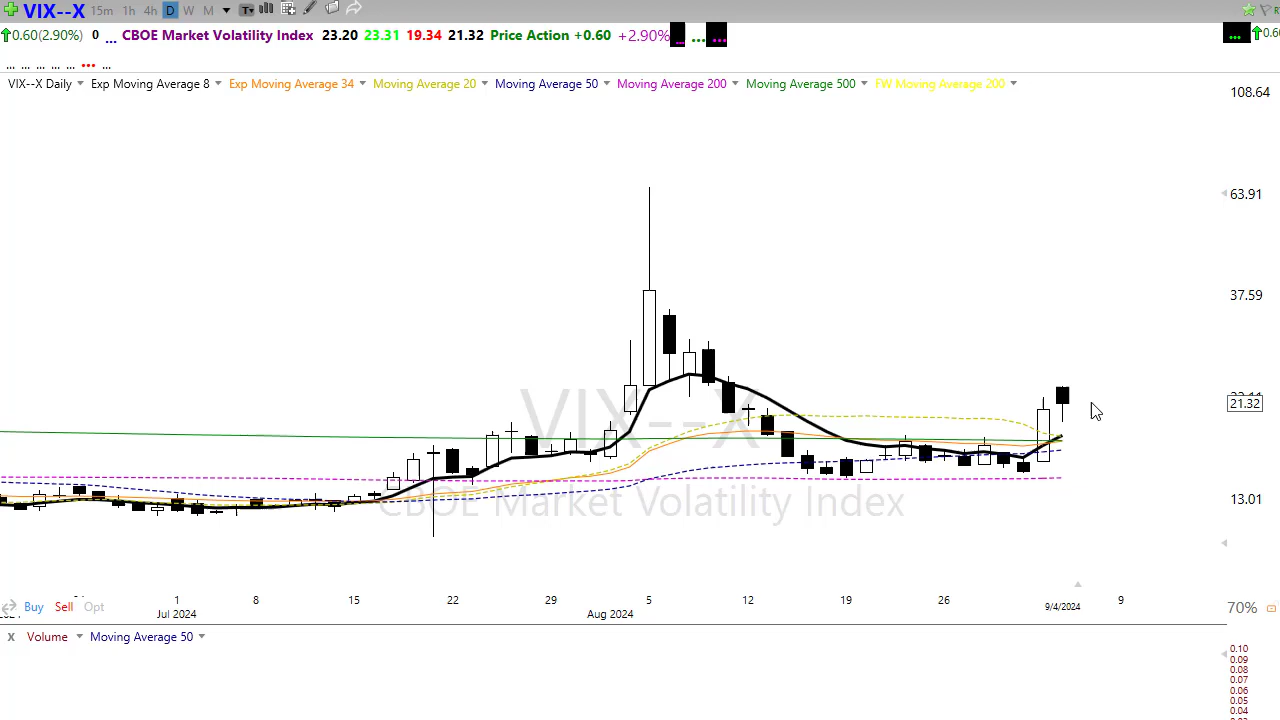 VIX--X 15m 1h 4h D W M T
0.60(2.90%) 0 ... CBOE Market Volatility Index 23.20 23.31 19.34 21.32 Price Action +0.60 +2.90% ... ... ... ... 0.60
... ... ... ... ... ... ...
VIX--X Daily Exp Moving Average 8 Exp Moving Average 34 Moving Average 20 Moving Average 50 Moving Average 200 Moving Average 500 FW Moving Average 200
108.64
63.91
37.59
21.32
VIX--X
13.01
CBOE Market Volatility Index
1 8 15 22 29 5 12 19 26 9
Buy Sell Opt 9/4/2024 70%
Jul 2024 Aug 2024
X Volume Moving Average 50
0.10
0.09
0.08
0.07
0.06
0.05
0.04